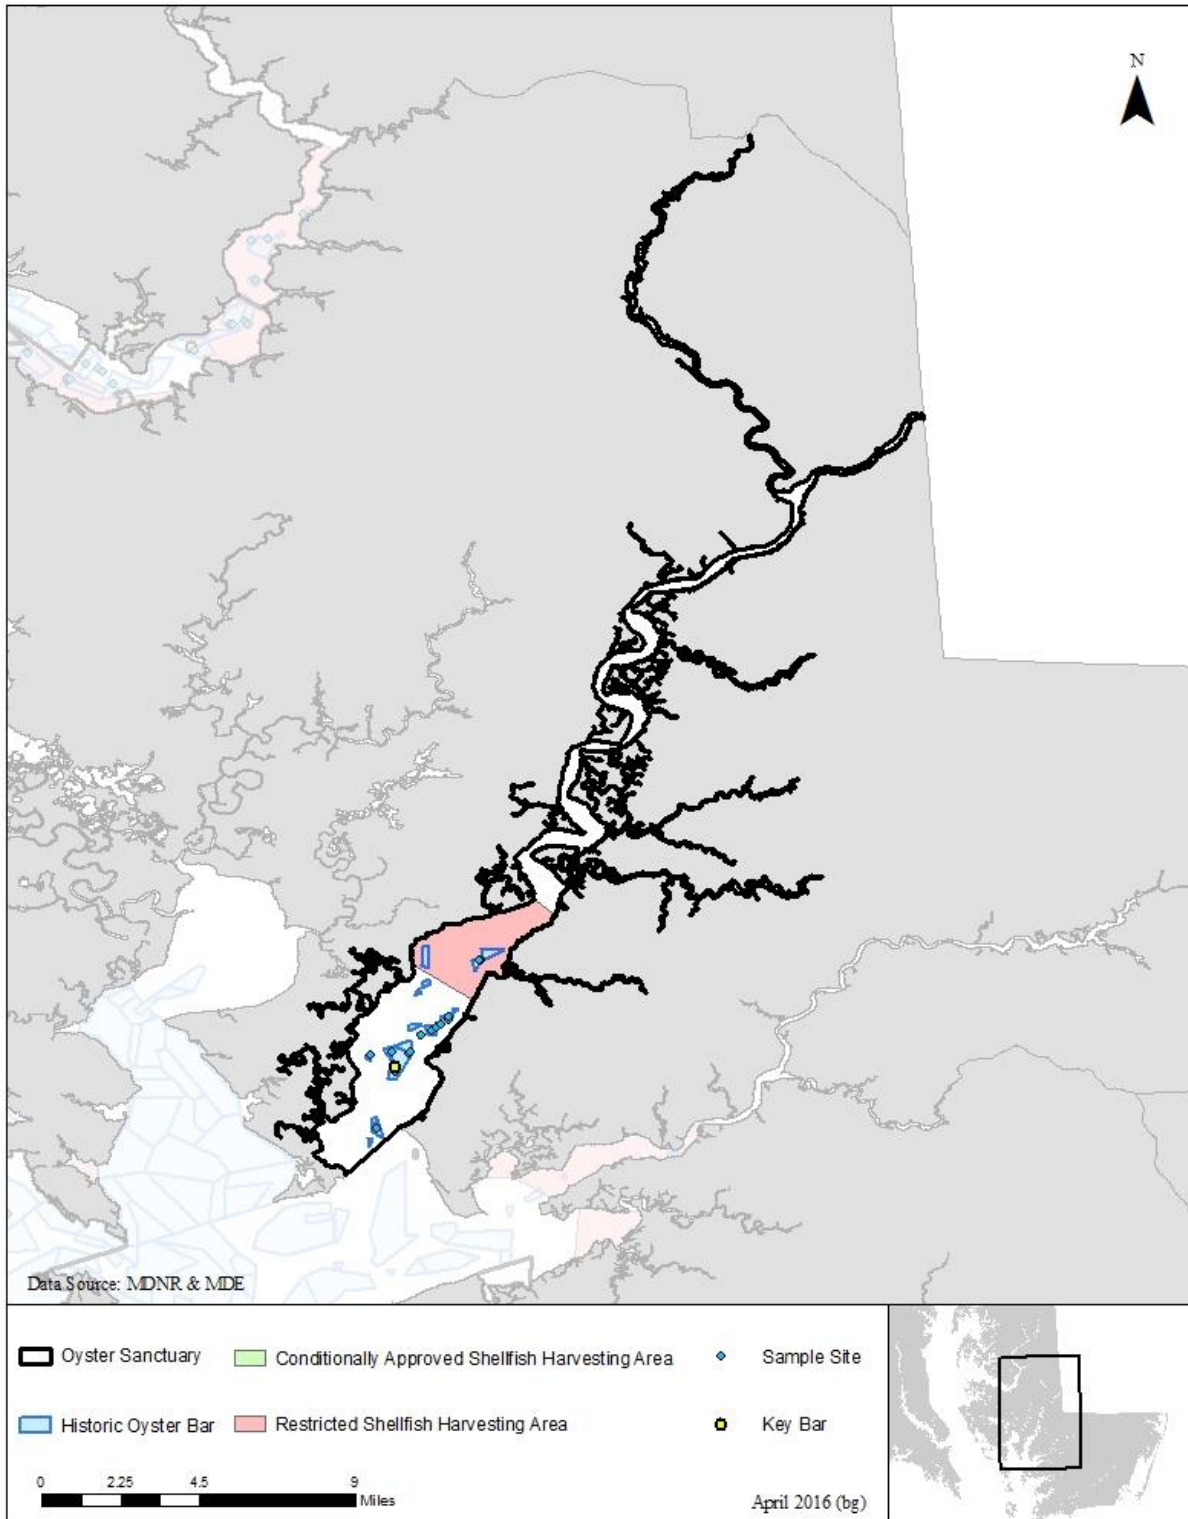 N
Data Source: MDNR & MDE
Oyster Sanctuary
Conditionally Approved Shellfish Harvesting Area
Sample Site
Historic Oyster Bar
Restricted Shellfish Harvesting Area
Key Bar
0 2.25 4.5 9
Miles
April 2016 (bg)